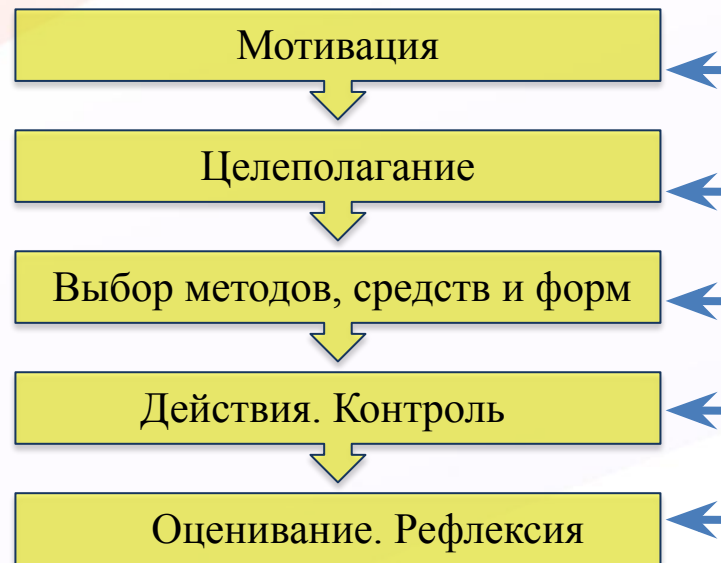 Мотивация
Целеполагание
Выбор методов, средств и форм
Действия. Контроль
Оценивание. Рефлексия